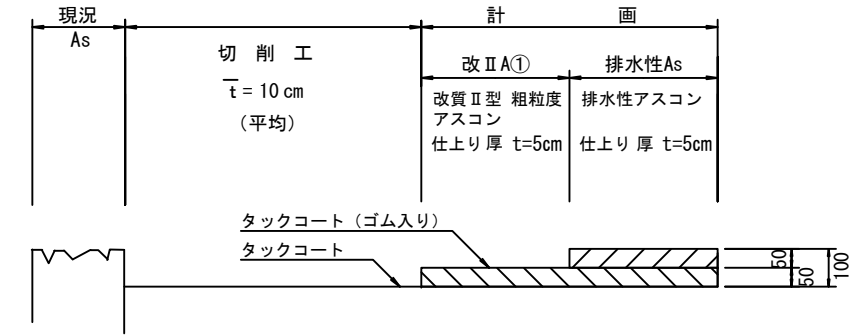 現況
計 画
As
切 削 工
t = 10 cm
(平均)
改ⅡA①
排水性As
改質Ⅱ型 粗粒度
アスコン
仕上り厚 t=5cm
排水性アスコン
仕上り厚 t=5cm
タックコート (ゴム入り)
タックコート
50
50
100